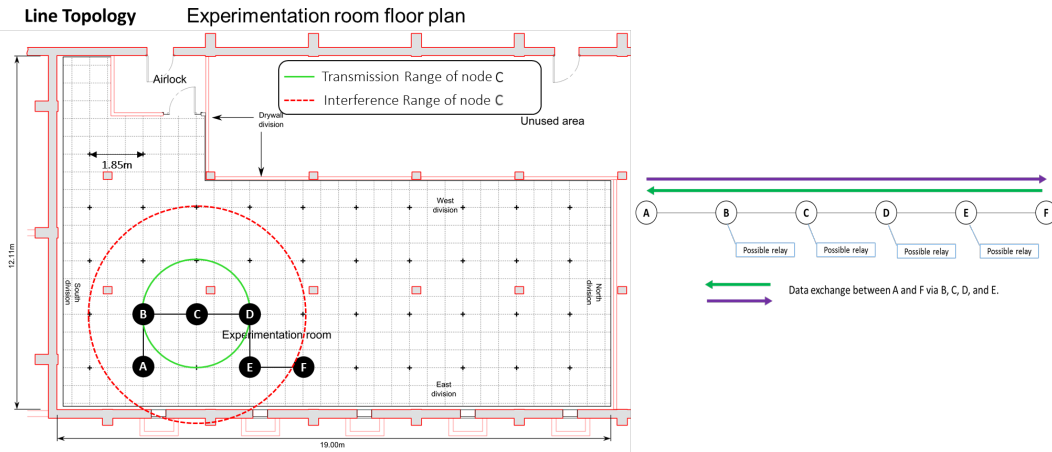 Line Topology
Experimentation room floor plan
Airlock
Transmission Range of node C
Interference Range of node C
Drywall
division
Unused area
1.85m
12.11m
West
division
South
division
North
division
B
C
D
Experimentation room
A
E
F
East
division
19.00m
A
B
C
D
E
F
Possible relay
Possible relay
Possible relay
Possible relay
Data exchange between A and F via B, C, D, and E.